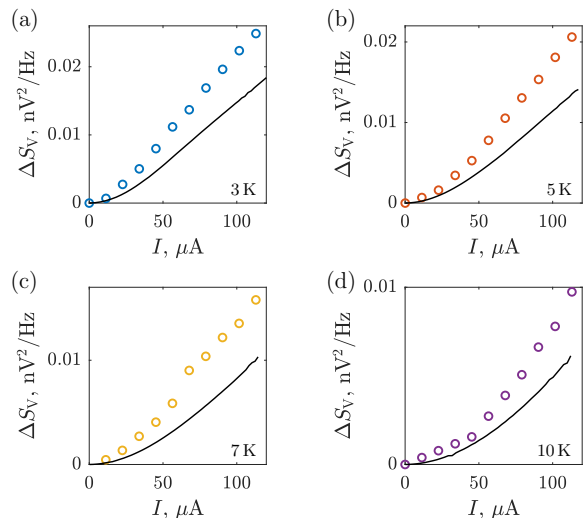 (a)
0.02
0.01
0
ΔS_V, nV²/Hz
3 K
0 50 100
I, μA
(b)
0.02
0.01
0
ΔS_V, nV²/Hz
5 K
0 50 100
I, μA
(c)
0.01
0
ΔS_V, nV²/Hz
7 K
0 50 100
I, μA
(d)
0.01
0
ΔS_V, nV²/Hz
10 K
0 50 100
I, μA